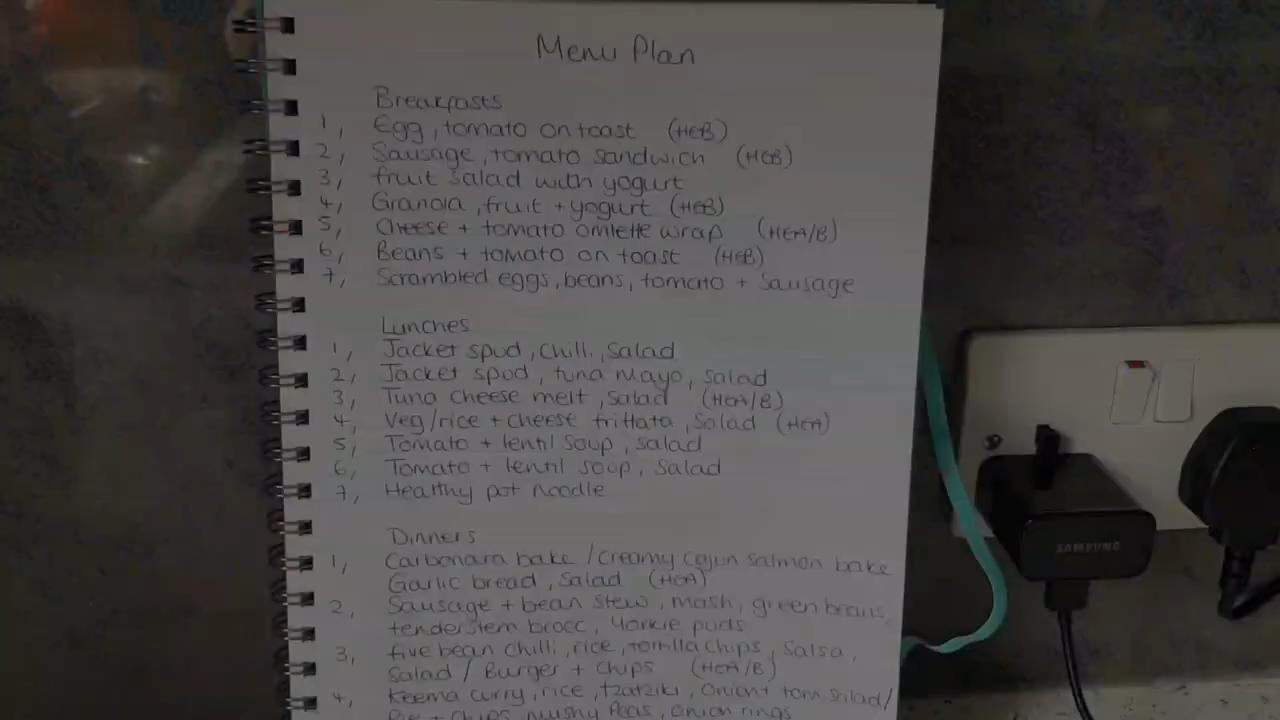 Menu Plan
Breakfasts
1, Egg, tomato on toast (HEB)
2, Sausage, tomato sandwich (HEB)
3, fruit salad with yogurt
4, Granola, fruit + yogurt (HEB)
5, Cheese + tomato omlette wrap (HEA/B)
6, Beans + tomato on toast (HEB)
7, Scrambled eggs, beans, tomato + Sausage
Lunches
1, Jacket spud, chilli, salad
2, Jacket spud, tuna mayo, salad
3, Tuna cheese melt, salad (HEA/B)
4, Veg/rice + cheese frittata, salad (HEA)
5, Tomato + lentil soup, salad
6, Tomato + lentil soup, salad
7, Healthy pot noodle
Dinners
1, Carbonara bake / creamy cajun salmon bake
Garlic bread, salad (HEA)
2, Sausage + bean stew, mash, green beans,
tenderstem brocc, Yorkie puds
3, five bean chilli, rice, tortilla chips, salsa,
salad / Burger + chips (HEA/B)
4, Keema curry, rice, tzatziki, onion + tom salad/
Pie + chips, mushy peas, onion rings
SAMSUNG